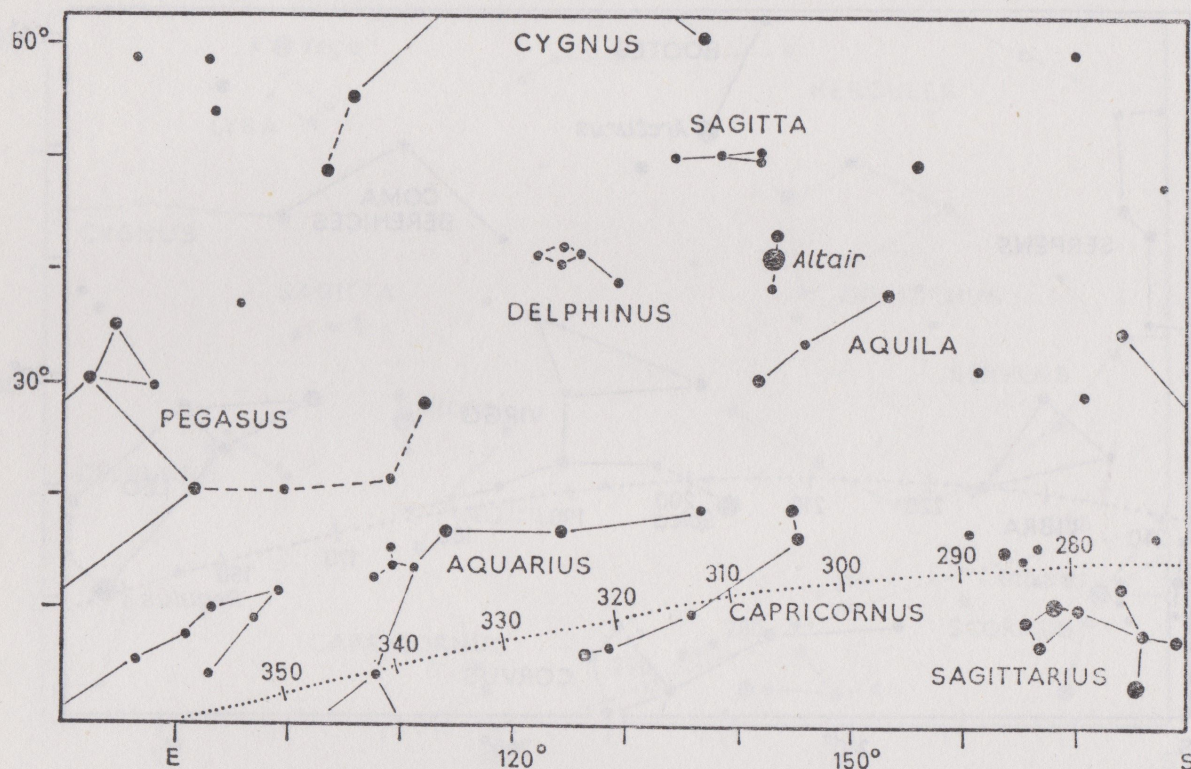 60°
CYGNUS
SAGITTA
Altair
DELPHINUS
AQUILA
30°
PEGASUS
AQUARIUS
290
280
310
300
CAPRICORNUS
320
330
340
350
SAGITTARIUS
E
120°
150°
S